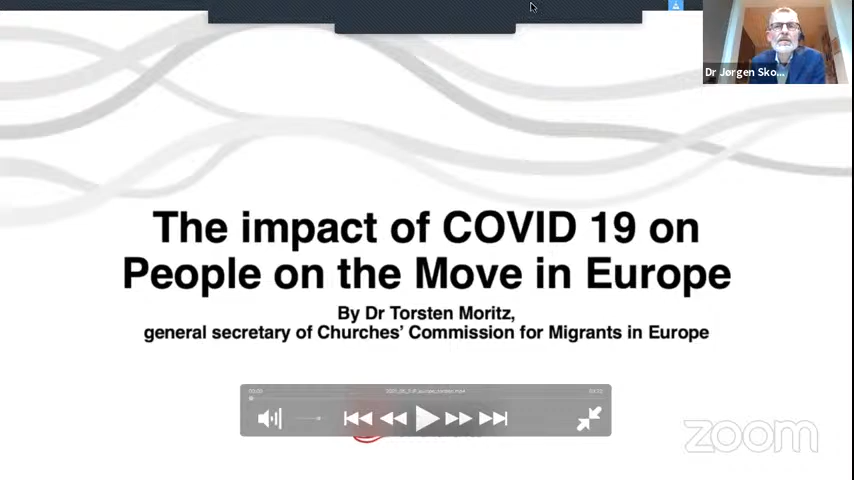 Dr Jørgen Sko...
The impact of COVID 19 on
People on the Move in Europe
By Dr Torsten Moritz,
general secretary of Churches' Commission for Migrants in Europe
zoom